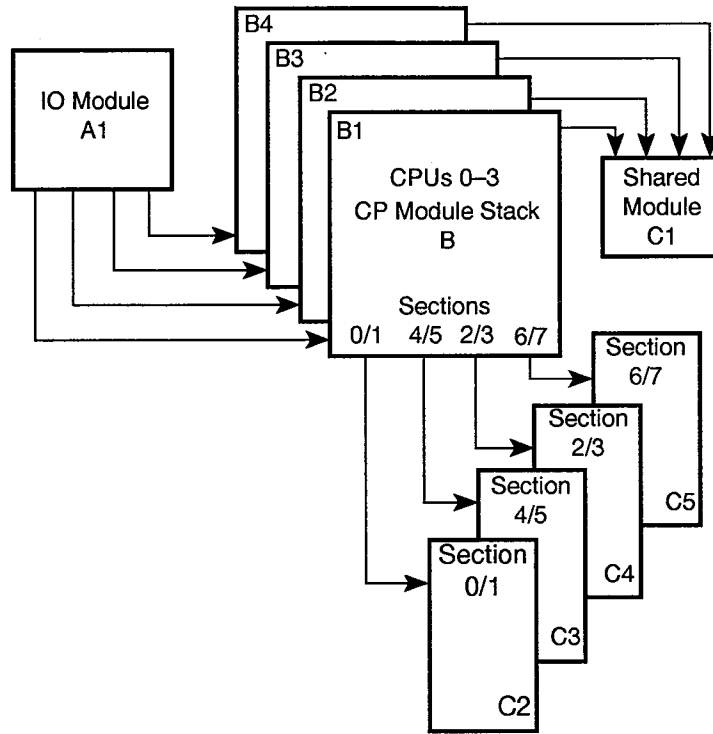 B4
B3
B2
B1
IO Module
A1
CPUs 0–3
CP Module Stack
B
Shared
Module
C1
Sections
0/1 4/5 2/3 6/7
Section
6/7
C5
Section
2/3
C4
Section
4/5
C3
Section
0/1
C2